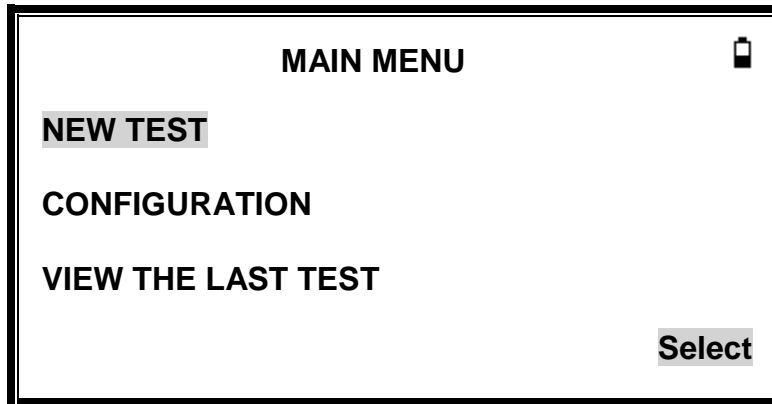 MAIN MENU
NEW TEST
CONFIGURATION
VIEW THE LAST TEST
Select